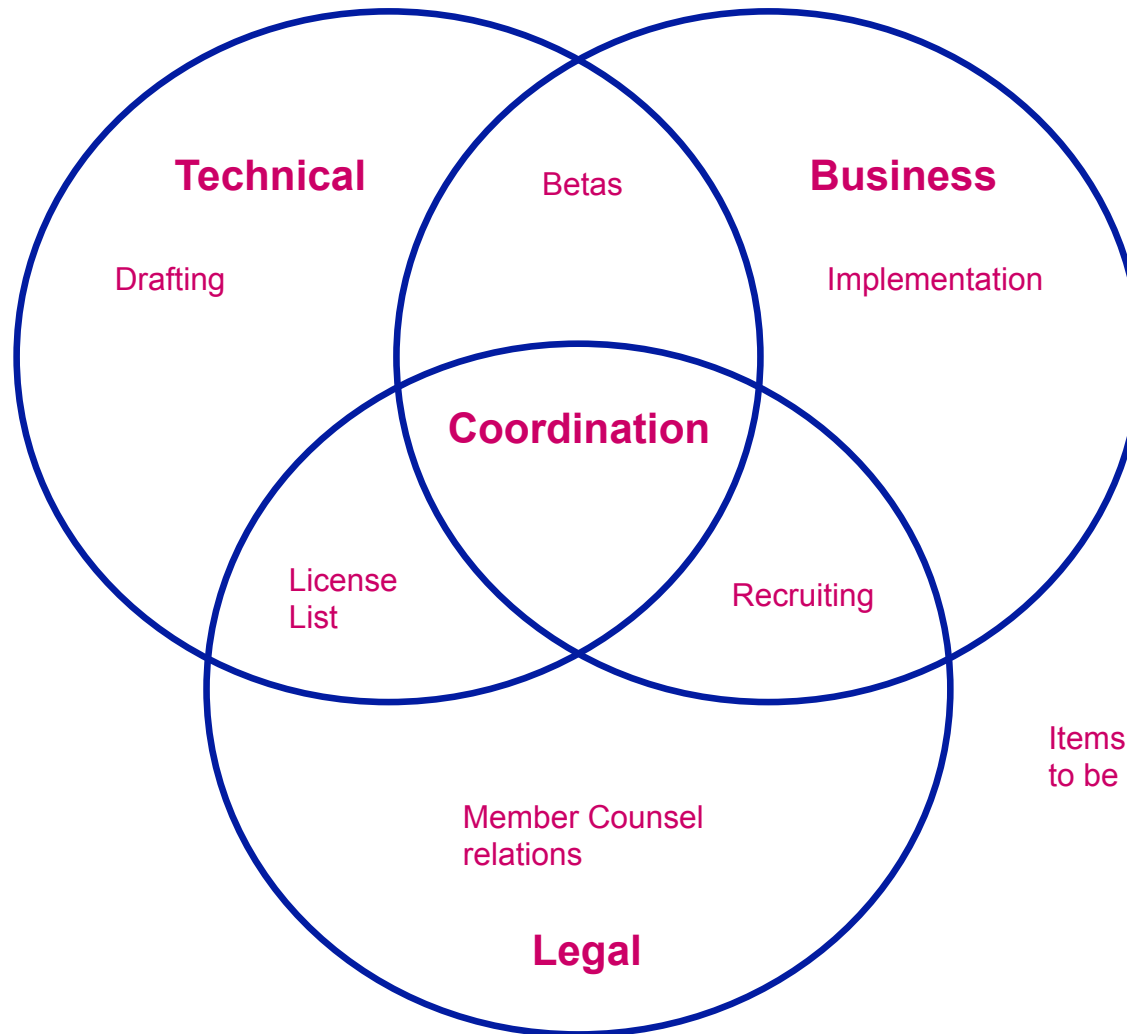 Technical
Betas
Business
Drafting
Implementation
Coordination
License
List
Recruiting
Items
to be
Member Counsel
relations
Legal